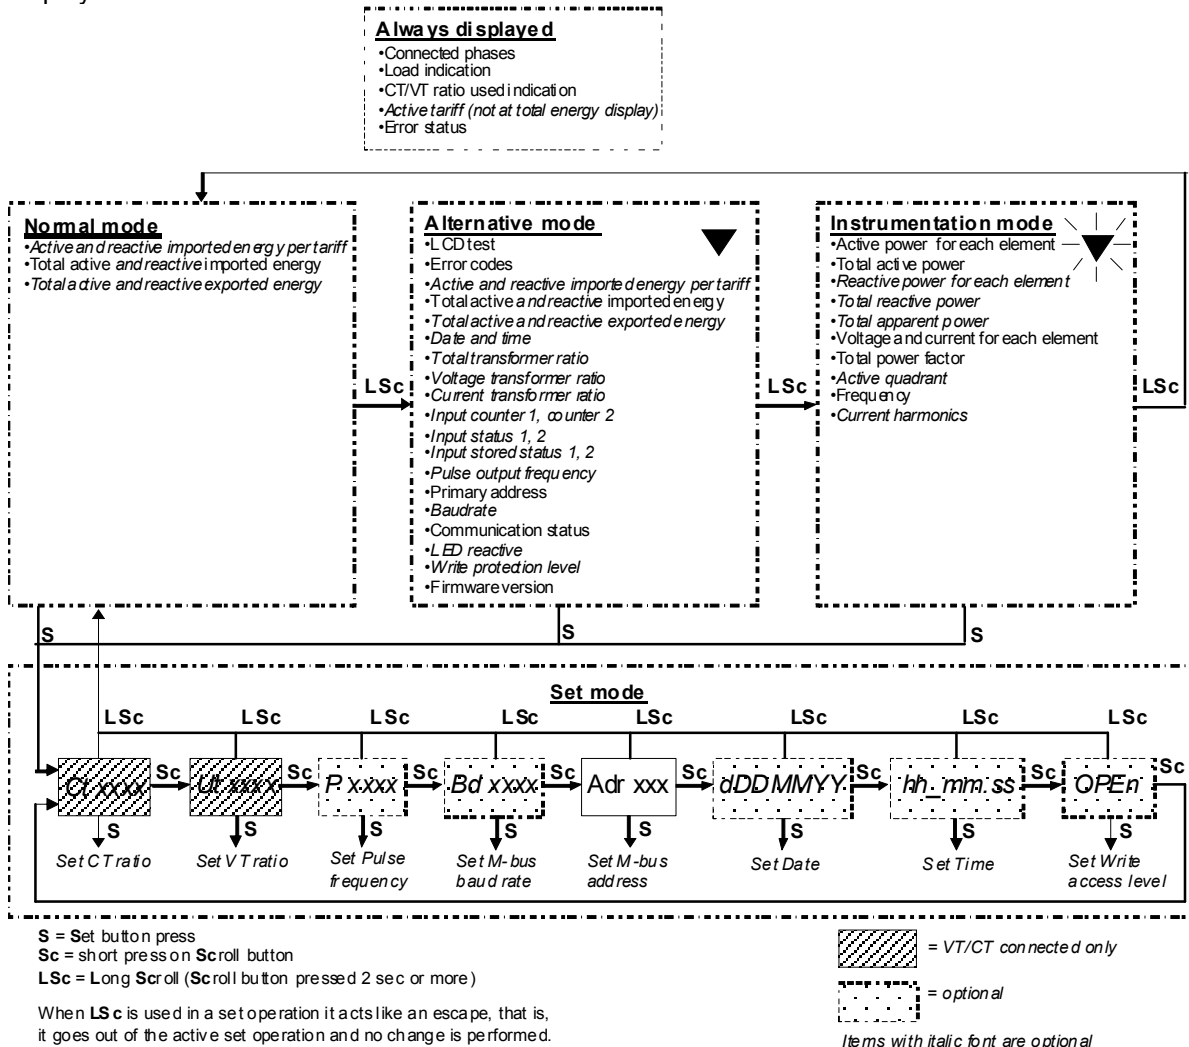 Always displayed
•Connected phases
•Load indication
•CT/VT ratio used indication
•Active tariff (not at total energy display)
•Error status
Normal mode
•Active and reactive imported energy per tariff
•Total active and reactive imported energy
•Total active and reactive exported energy
Alternative mode
•LCD test
•Error codes
•Active and reactive imported energy per tariff
•Total active and reactive imported energy
•Total active and reactive exported energy
•Date and time
•Total transformer ratio
•Voltage transformer ratio
•Current transformer ratio
•Input counter 1, counter 2
•Input status 1, 2
•Input stored status 1, 2
•Pulse output frequency
•Primary address
•Baudrate
•Communication status
•LED reactive
•Write protection level
•Firmware version
Instrumentation mode
•Active power for each element
•Total active power
•Reactive power for each element
•Total reactive power
•Total apparent power
•Voltage and current for each element
•Total power factor
•Active quadrant
•Frequency
•Current harmonics
LSc
LSc
LSc
S
S
S
Set mode
LSc LSc LSc LSc LSc LSc LSc LSc
Ct xxxx Sc Ut xxxx Sc P xxxx Sc Bd xxxx Sc Adr xxx Sc dDDMMYY Sc hh_mm.ss Sc OPEn Sc
S S S S S S S S
Set CT ratio
Set VT ratio
Set Pulse
frequency
Set M-bus
baud rate
Set M-bus
address
Set Date
Set Time
Set Write
access level
S = Set button press
Sc = short press on Scroll button
LSc = Long Scroll (Scroll button pressed 2 sec or more)
When LSc is used in a set operation it acts like an escape, that is,
it goes out of the active set operation and no change is performed.
= VT/CT connected only
= optional
Items with italic font are optional